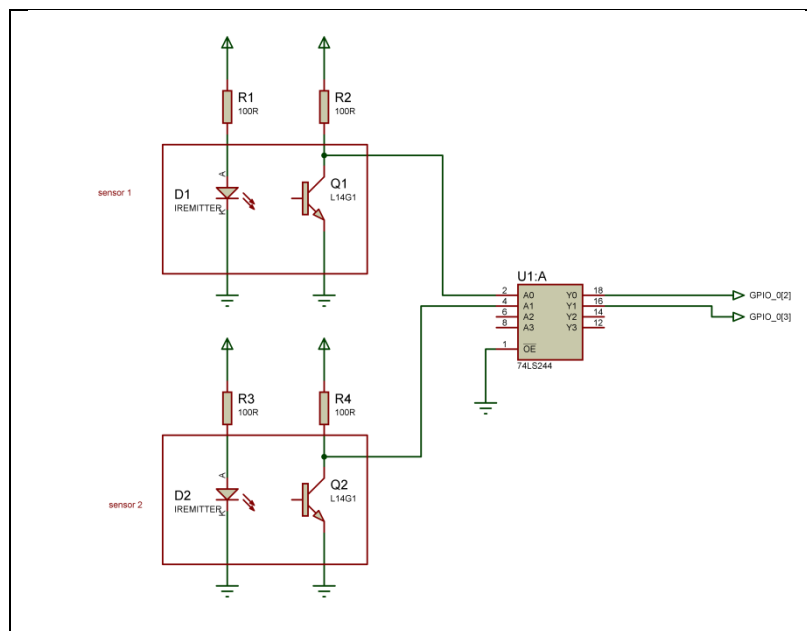 R1
100R
R2
100R
sensor 1
A
D1
IREMITTER
K
Q1
L14G1
U1:A
2 A0 Y0 18
4 A1 Y1 16
6 A2 Y2 14
8 A3 Y3 12
1 OE
74LS244
GPIO_0[2]
GPIO_0[3]
R3
100R
R4
100R
sensor 2
A
D2
IREMITTER
K
Q2
L14G1